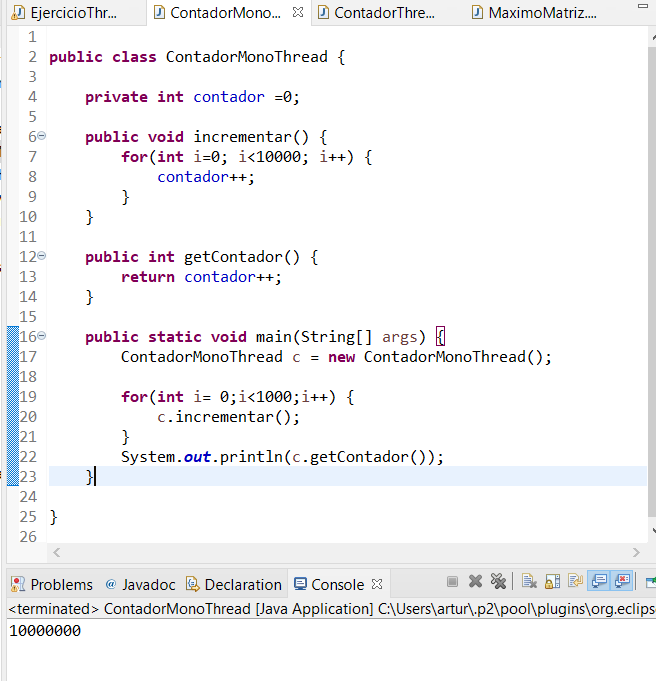 EjercicioThr... ContadorMono... ContadorThre... MaximoMatriz....
1
2 public class ContadorMonoThread {
3
4     private int contador =0;
5
6     public void incrementar() {
7         for(int i=0; i<10000; i++) {
8             contador++;
9         }
10     }
11
12     public int getContador() {
13         return contador++;
14     }
15
16     public static void main(String[] args) {
17         ContadorMonoThread c = new ContadorMonoThread();
18
19         for(int i= 0;i<1000;i++) {
20             c.incrementar();
21         }
22         System.out.println(c.getContador());
23     }
24
25 }
26
Problems @ Javadoc Declaration Console
<terminated> ContadorMonoThread [Java Application] C:\Users\artur\.p2\pool\plugins\org.eclips
10000000